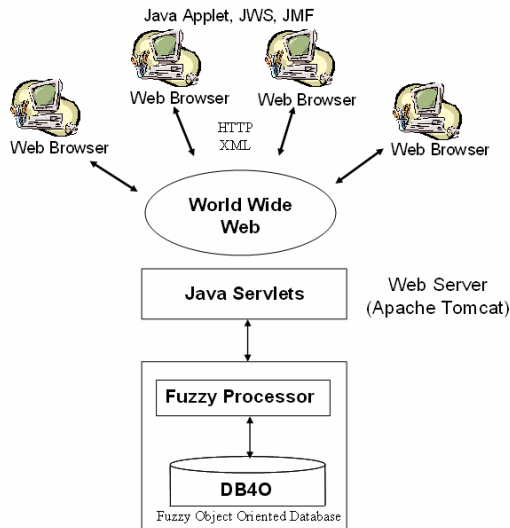 Java Applet, JWS, JMF
Web Browser
Web Browser
Web Browser
Web Browser
HTTP
XML
World Wide
Web
Java Servlets
Web Server
(Apache Tomcat)
Fuzzy Processor
DB4O
Fuzzy Object Oriented Database